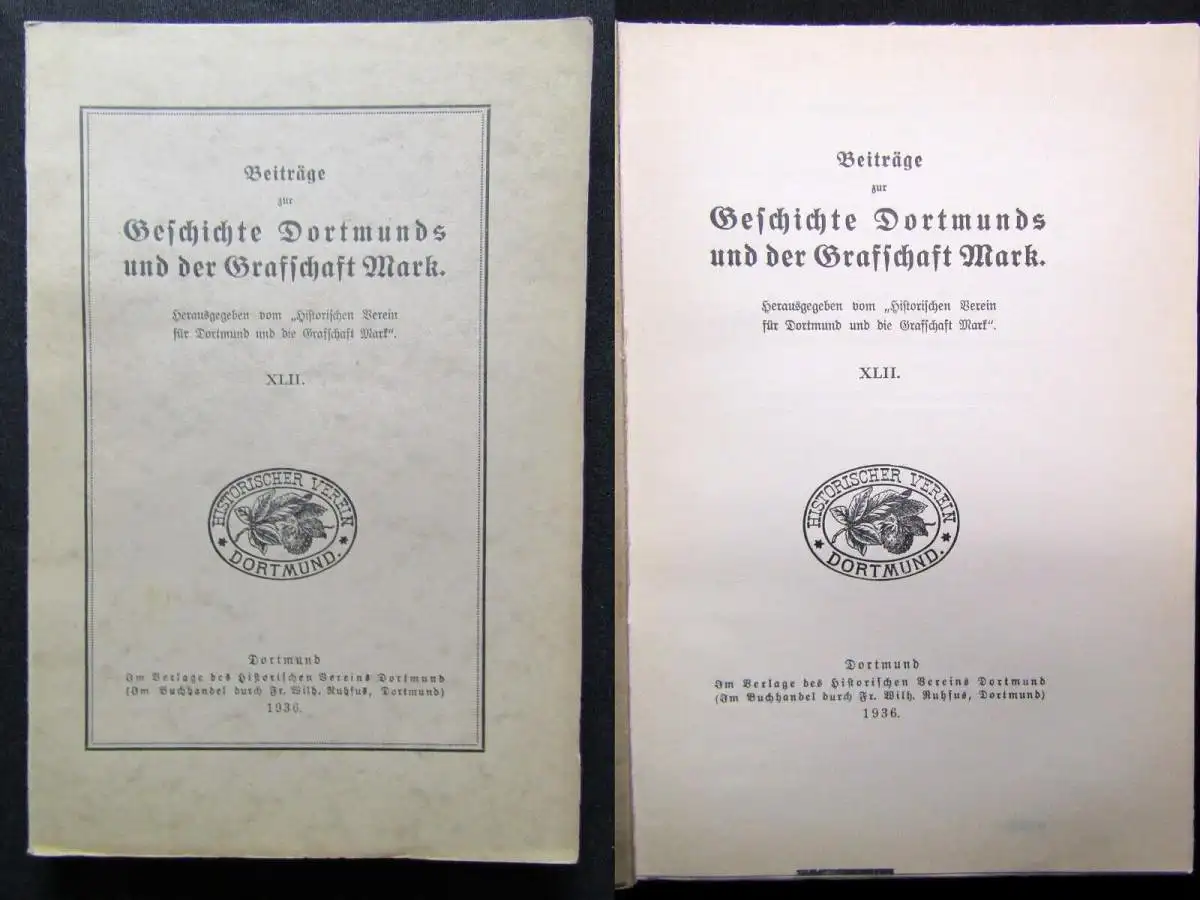 Beiträge
zur
Geschichte Dortmunds
und der Grafschaft Mark.
Herausgegeben vom „Historischen Verein
für Dortmund und die Grafschaft Mark“.
XLII.
HISTORISCHER VEREIN
* DORTMUND. *
Dortmund
Im Verlage des Historischen Vereins Dortmund
(Im Buchhandel durch Fr. Wilh. Ruhfus, Dortmund)
1936.
Beiträge
zur
Geschichte Dortmunds
und der Grafschaft Mark.
Herausgegeben vom „Historischen Verein
für Dortmund und die Grafschaft Mark“.
XLII.
HISTORISCHER VEREIN
* DORTMUND. *
Dortmund
Im Verlage des Historischen Vereins Dortmund
(Im Buchhandel durch Fr. Wilh. Ruhfus, Dortmund)
1936.